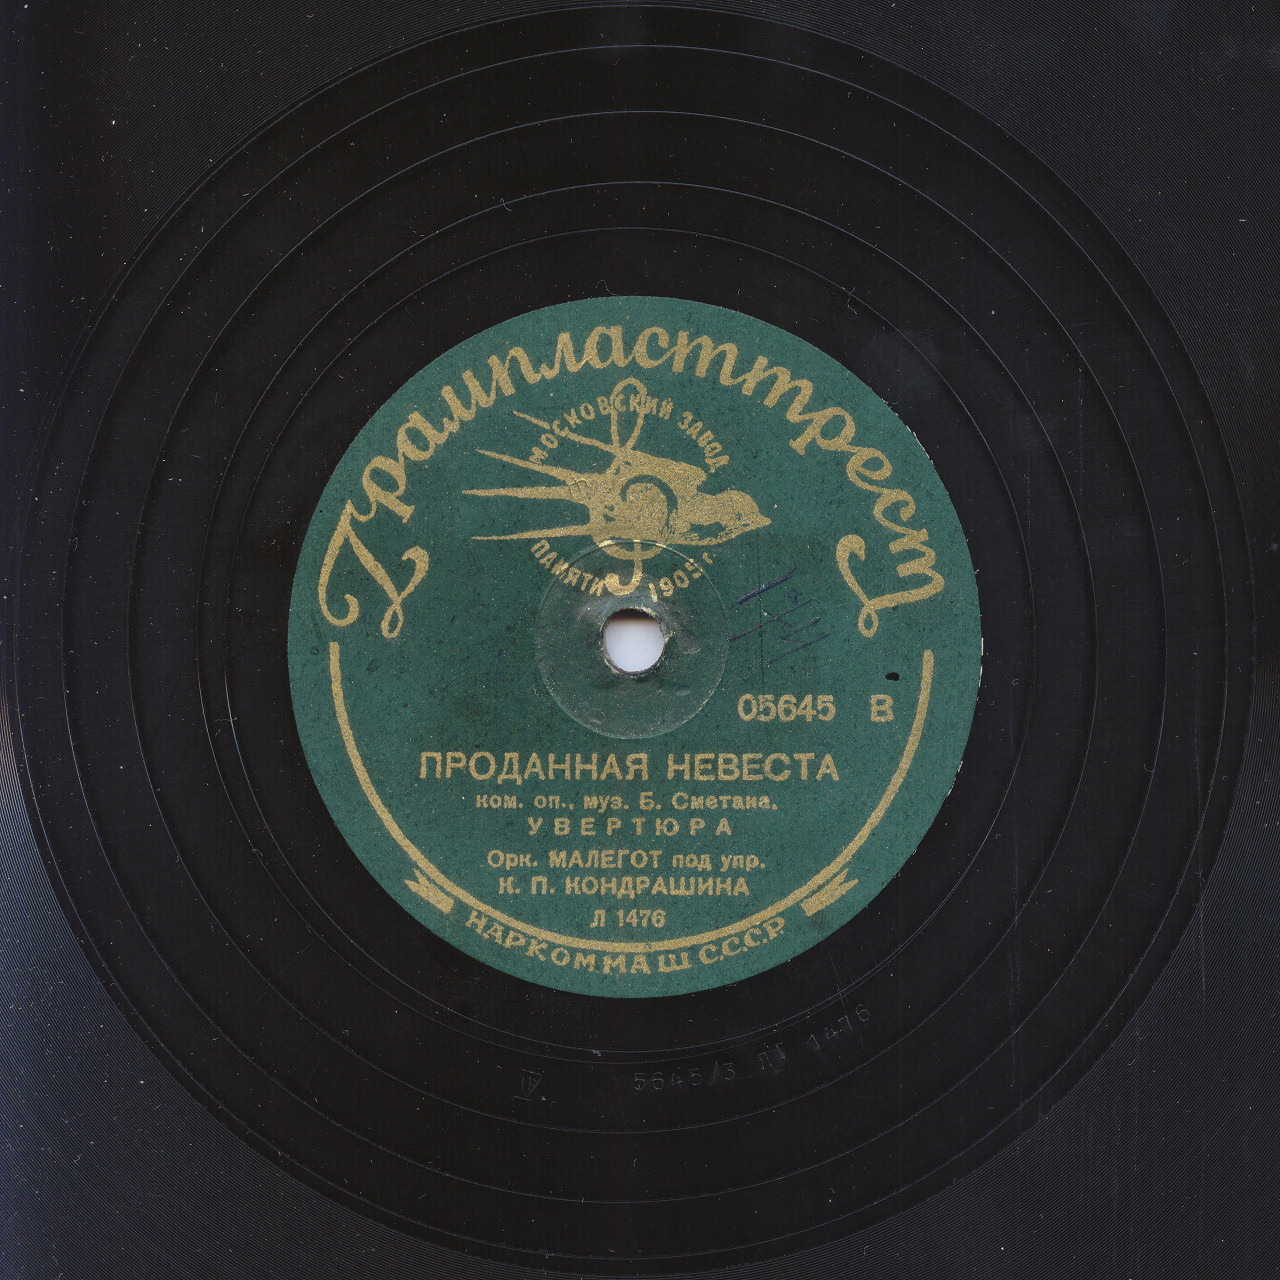 Грампласттрест
МОСКОВСКИЙ ЗАВОД
ПАМЯТИ 1905 г.
05645 В
ПРОДАННАЯ НЕВЕСТА
ком. оп., муз. Б. Сметана.
УВЕРТЮРА
Орк. МАЛЕГОТ под упр.
К. П. КОНДРАШИНА
Л 1476
НАРКОММАШ С.С.С.Р
5645/3 1476